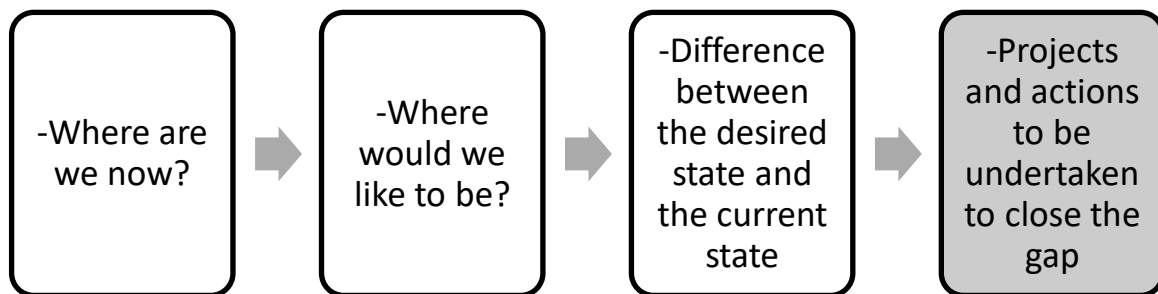 -Where are
we now?
-Where
would we
like to be?
-Difference
between
the desired
state and
the current
state
-Projects
and actions
to be
undertaken
to close the
gap